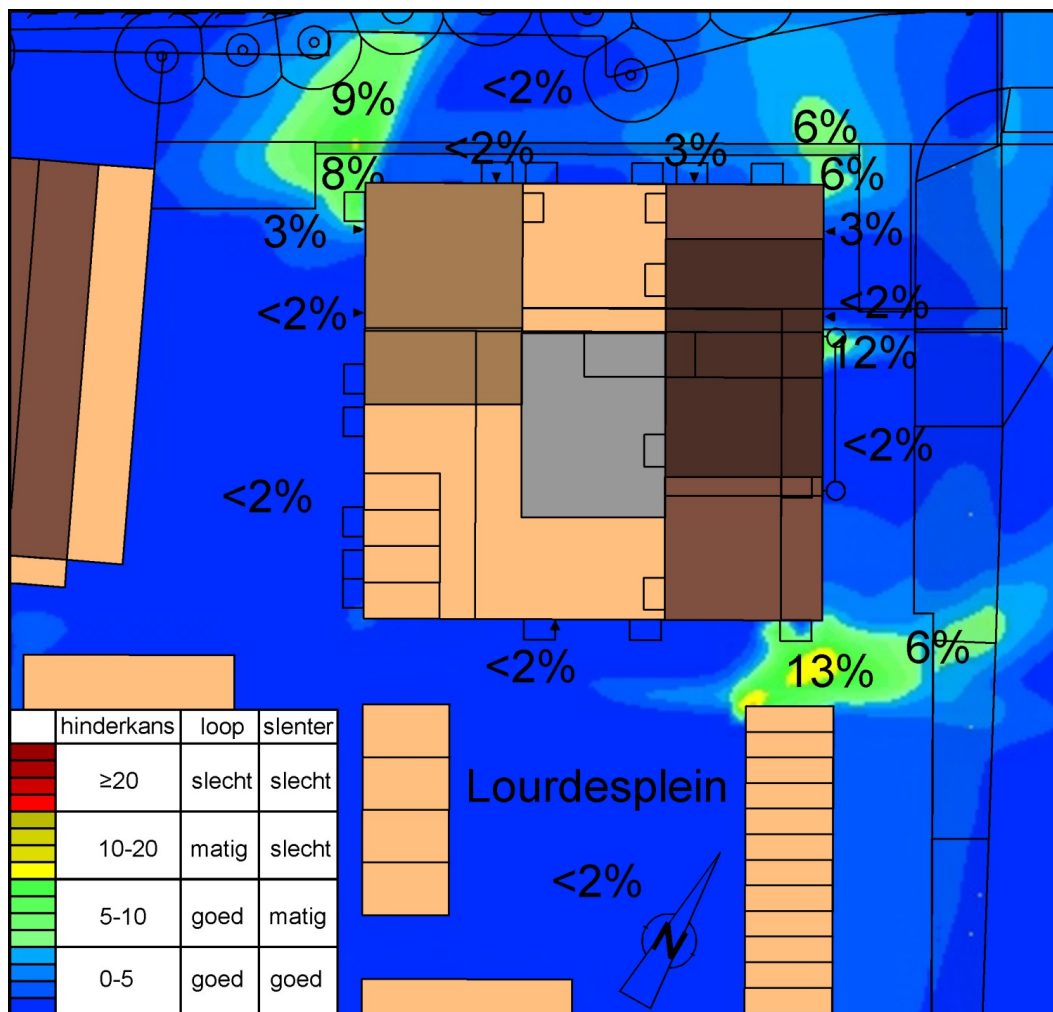 9%
<2%
6%
<2%
3%
8%
6%
3%
3%
<2%
<2%
12%
<2%
<2%
6%
<2%
13%
hinderkans loop slenter
≥20 slecht slecht
10-20 matig slecht
5-10 goed matig
0-5 goed goed
Lourdesplein
<2%
N